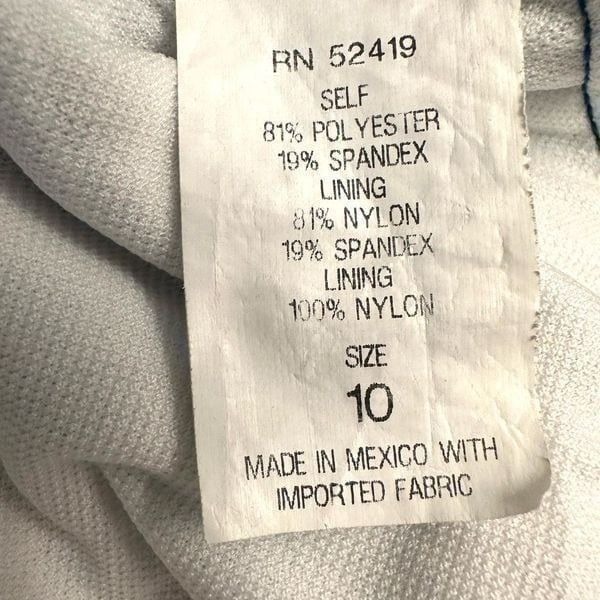 RN 52419
SELF
81% POLYESTER
19% SPANDEX
LINING
81% NYLON
19% SPANDEX
LINING
100% NYLON
SIZE
10
MADE IN MEXICO WITH
IMPORTED FABRIC